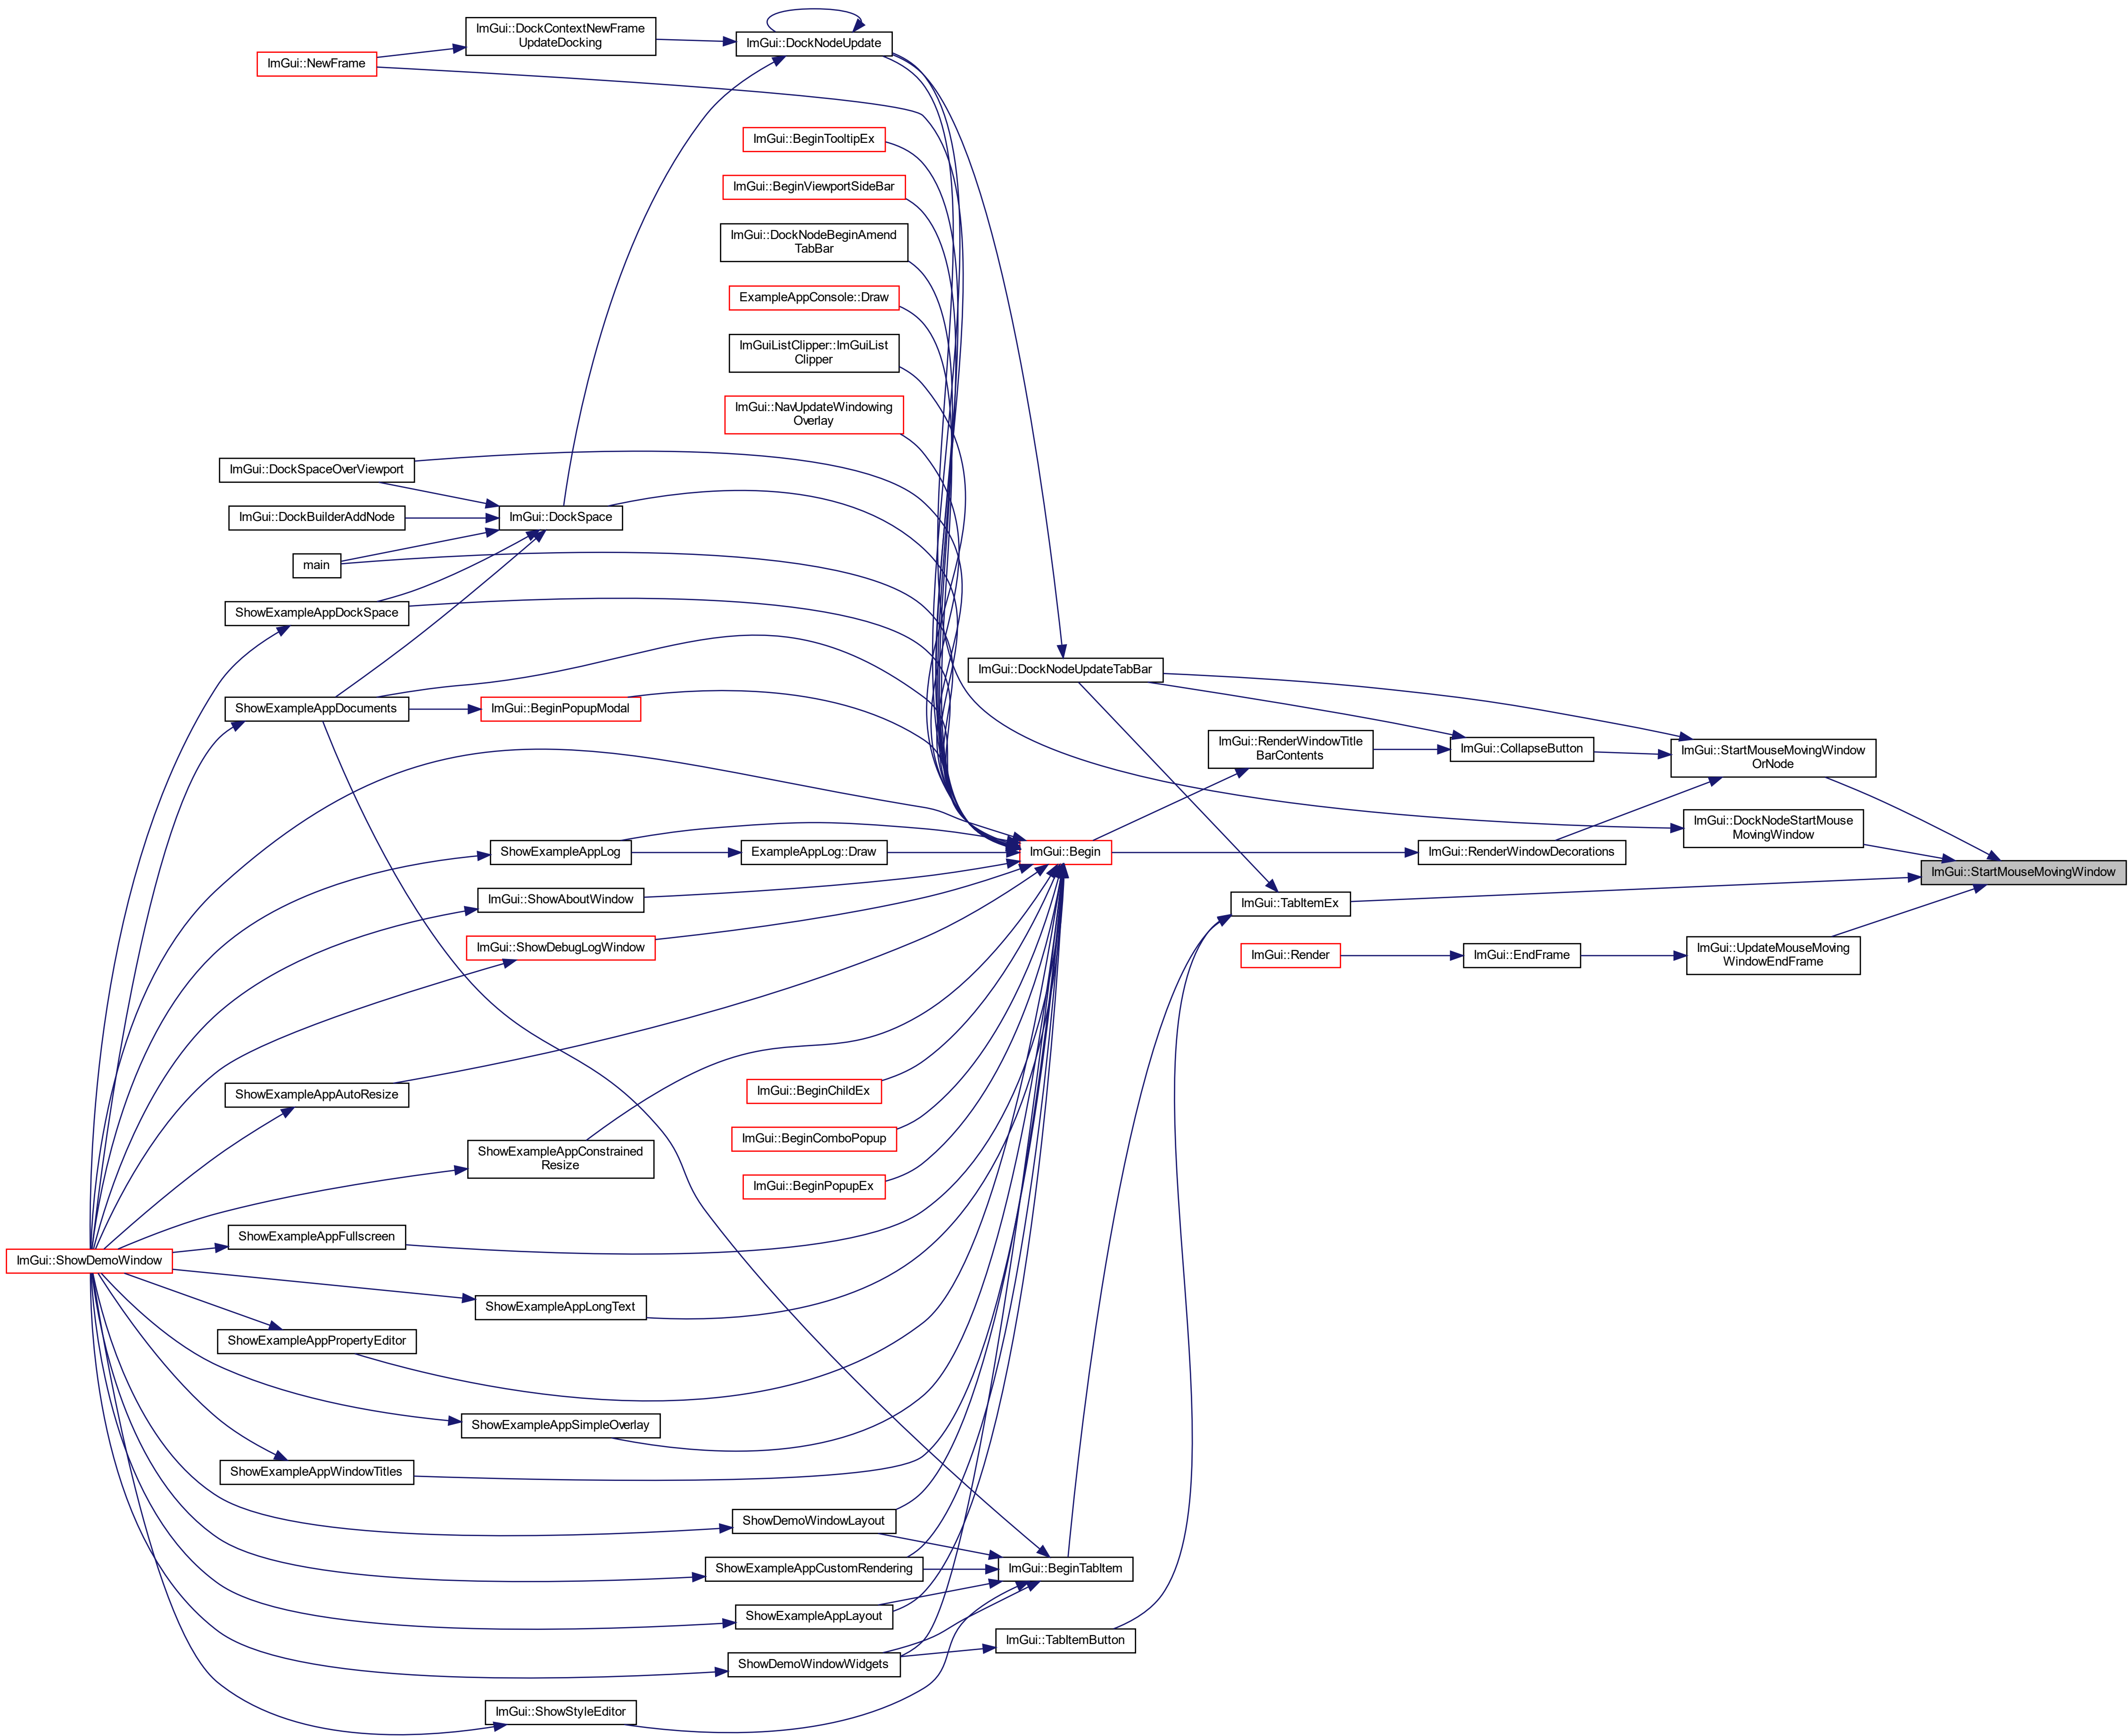 ImGui::DockContextNewFrame
UpdateDocking
ImGui::DockNodeUpdate
ImGui::NewFrame
ImGui::BeginTooltipEx
ImGui::BeginViewportSideBar
ImGui::DockNodeBeginAmend
TabBar
ExampleAppConsole::Draw
ImGuiListClipper::ImGuiList
Clipper
ImGui::NavUpdateWindowing
Overlay
ImGui::DockSpaceOverViewport
ImGui::DockBuilderAddNode
ImGui::DockSpace
main
ShowExampleAppDockSpace
ImGui::DockNodeUpdateTabBar
ShowExampleAppDocuments
ImGui::BeginPopupModal
ImGui::RenderWindowTitle
BarContents
ImGui::CollapseButton
ImGui::StartMouseMovingWindow
OrNode
ImGui::DockNodeStartMouse
MovingWindow
ShowExampleAppLog
ExampleAppLog::Draw
ImGui::Begin
ImGui::RenderWindowDecorations
ImGui::StartMouseMovingWindow
ImGui::ShowAboutWindow
ImGui::TabItemEx
ImGui::ShowDebugLogWindow
ImGui::Render
ImGui::EndFrame
ImGui::UpdateMouseMoving
WindowEndFrame
ShowExampleAppAutoResize
ImGui::BeginChildEx
ImGui::BeginComboPopup
ShowExampleAppConstrained
Resize
ImGui::BeginPopupEx
ShowExampleAppFullscreen
ImGui::ShowDemoWindow
ShowExampleAppLongText
ShowExampleAppPropertyEditor
ShowExampleAppSimpleOverlay
ShowExampleAppWindowTitles
ShowDemoWindowLayout
ShowExampleAppCustomRendering
ImGui::BeginTabItem
ShowExampleAppLayout
ImGui::TabItemButton
ShowDemoWindowWidgets
ImGui::ShowStyleEditor